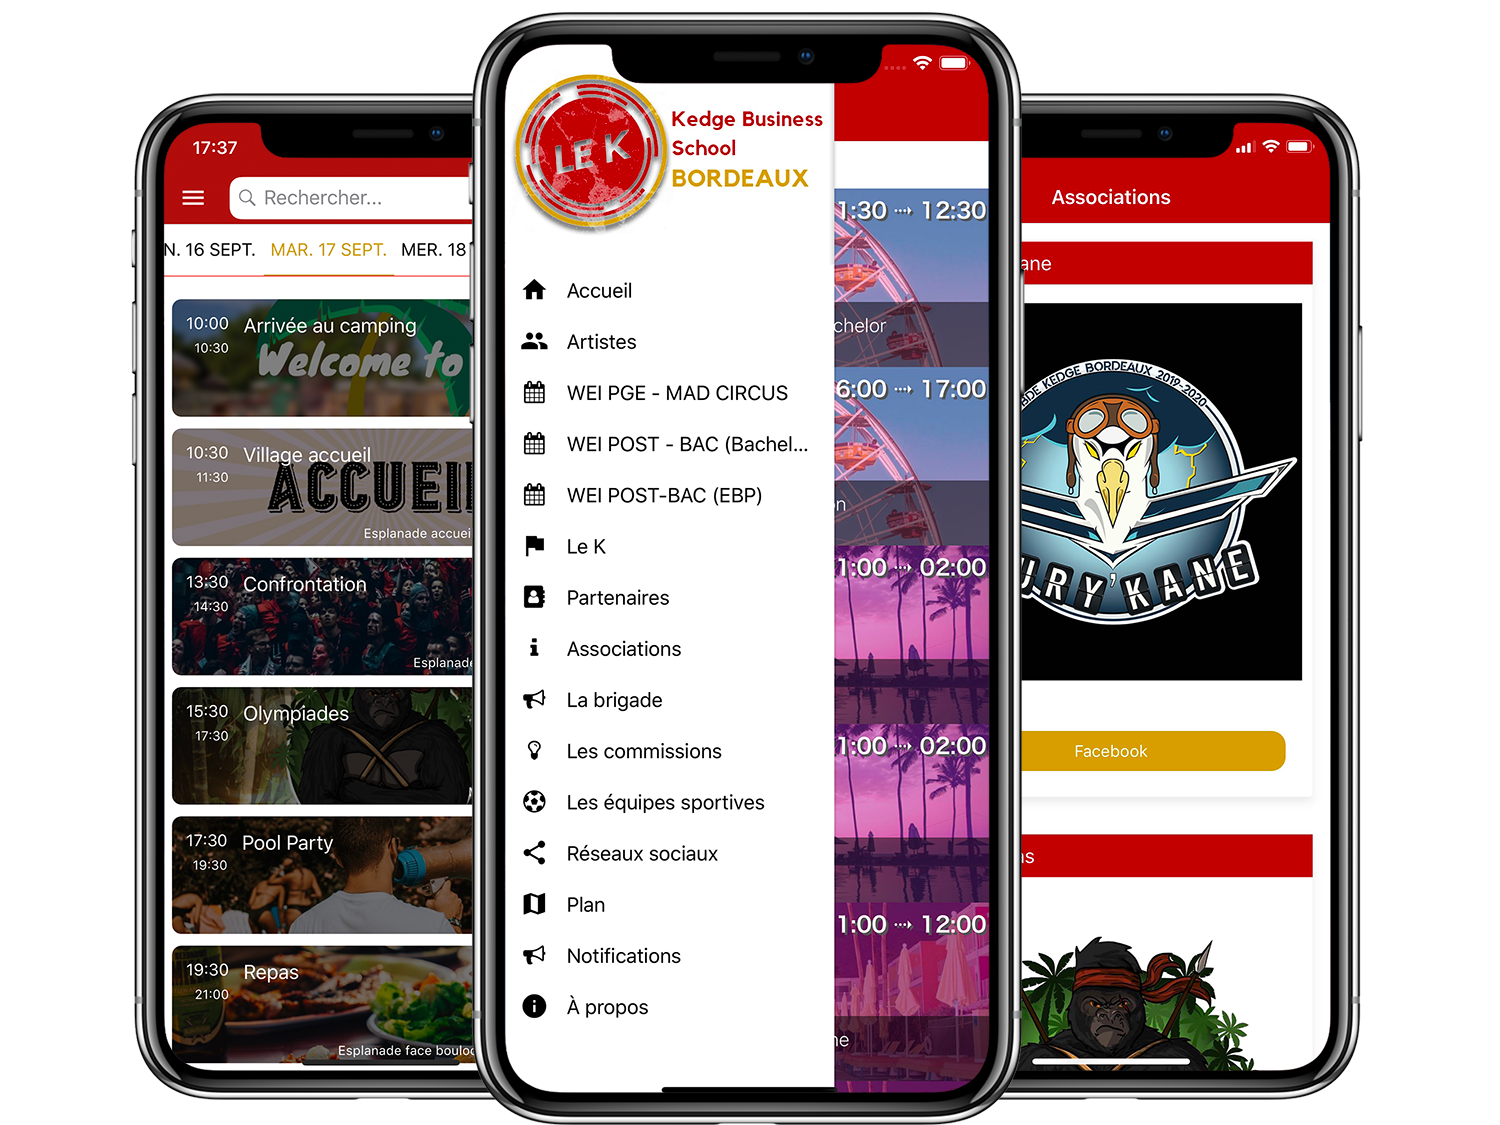 17:37
Rechercher...
N. 16 SEPT.
MAR. 17 SEPT.
MER. 18
10:00
Arrivée au camping
10:30
Welcome to
10:30
Village accueil
11:30
ACCUEI
Esplanade accuei
13:30
Confrontation
14:30
Esplanade
15:30
Olympiades
17:30
17:30
Pool Party
19:30
19:30
Repas
21:00
Esplanade face boulo
LE K
Kedge Business
School
BORDEAUX
Accueil
Artistes
WEI PGE - MAD CIRCUS
WEI POST - BAC (Bachel...
WEI POST-BAC (EBP)
Le K
Partenaires
Associations
La brigade
Les commissions
Les équipes sportives
Réseaux sociaux
Plan
Notifications
À propos
1:30 ⇢ 12:30
chelor
6:00 ⇢ 17:00
on
1:00 ⇢ 02:00
1:00 ⇢ 02:00
1:00 ⇢ 12:00
ne
Associations
ane
BDE KEDGE BORDEAUX 2019-2020
URY'KANE
Facebook
as